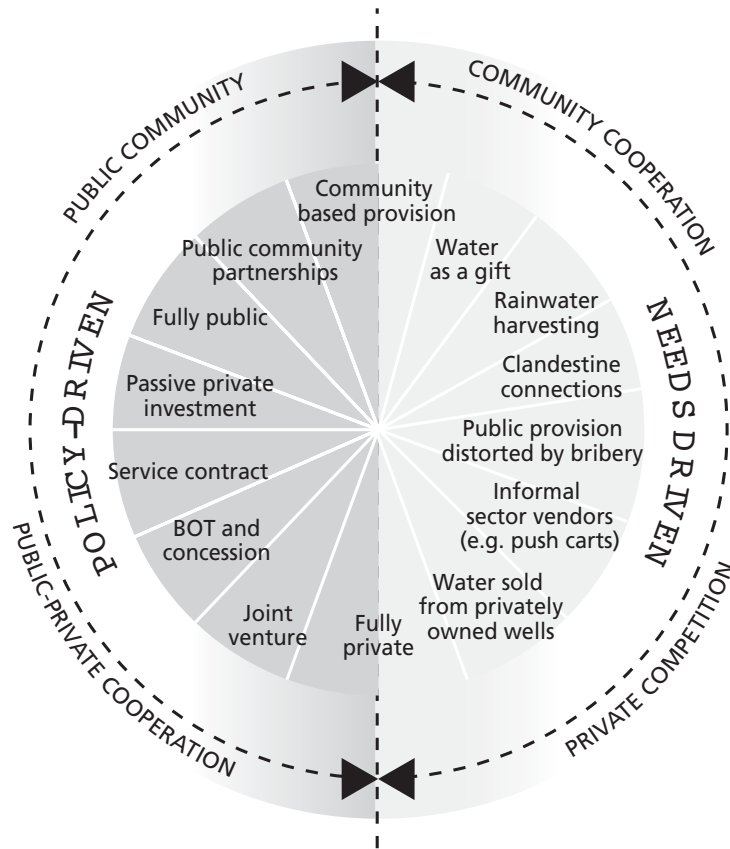 PUBLIC COMMUNITY
COMMUNITY COOPERATION
POLICY-DRIVEN
NEEDS DRIVEN
PUBLIC-PRIVATE COOPERATION
PRIVATE COMPETITION
Community
based provision
Public community
partnerships
Fully public
Passive private
investment
Service contract
BOT and
concession
Joint
venture
Fully
private
Water
as a gift
Rainwater
harvesting
Clandestine
connections
Public provision
distorted by bribery
Informal
sector vendors
(e.g. push carts)
Water sold
from privately
owned wells